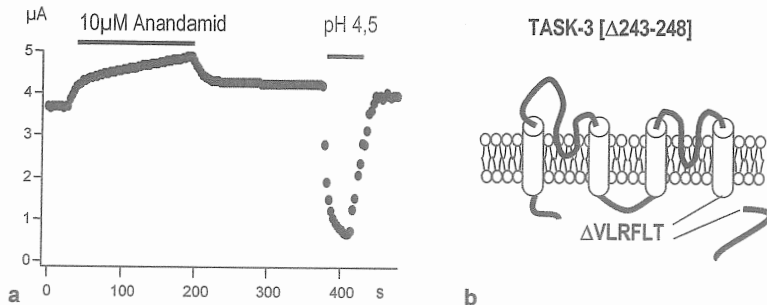 µA
10µM Anandamid
pH 4,5
5
4
3
2
1
0
0 100 200 300 400 s
a
TASK-3 [Δ243-248]
ΔVLRFLT
b